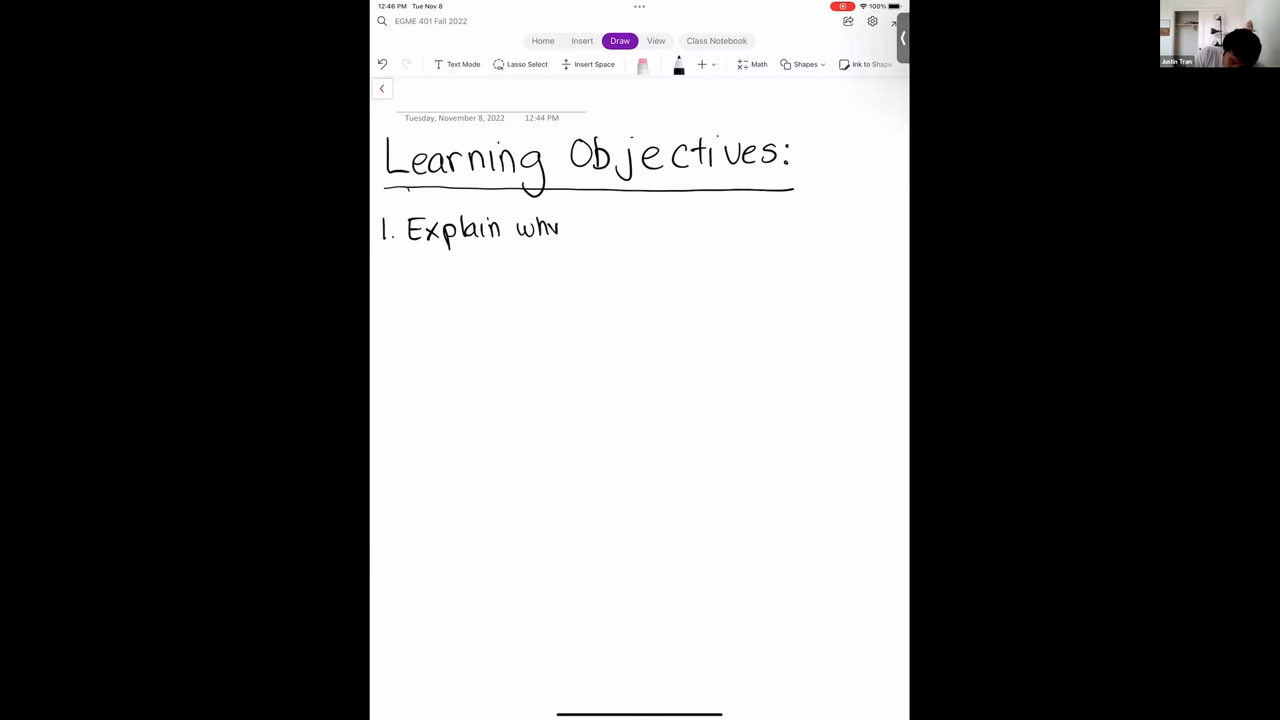 12:46 PM Tue Nov 8
100%
EGME 401 Fall 2022
Home Insert Draw View Class Notebook
Text Mode Lasso Select Insert Space Math Shapes Ink to Shape
Tuesday, November 8, 2022 12:44 PM
Learning Objectives:
1. Explain why
Justin Tran